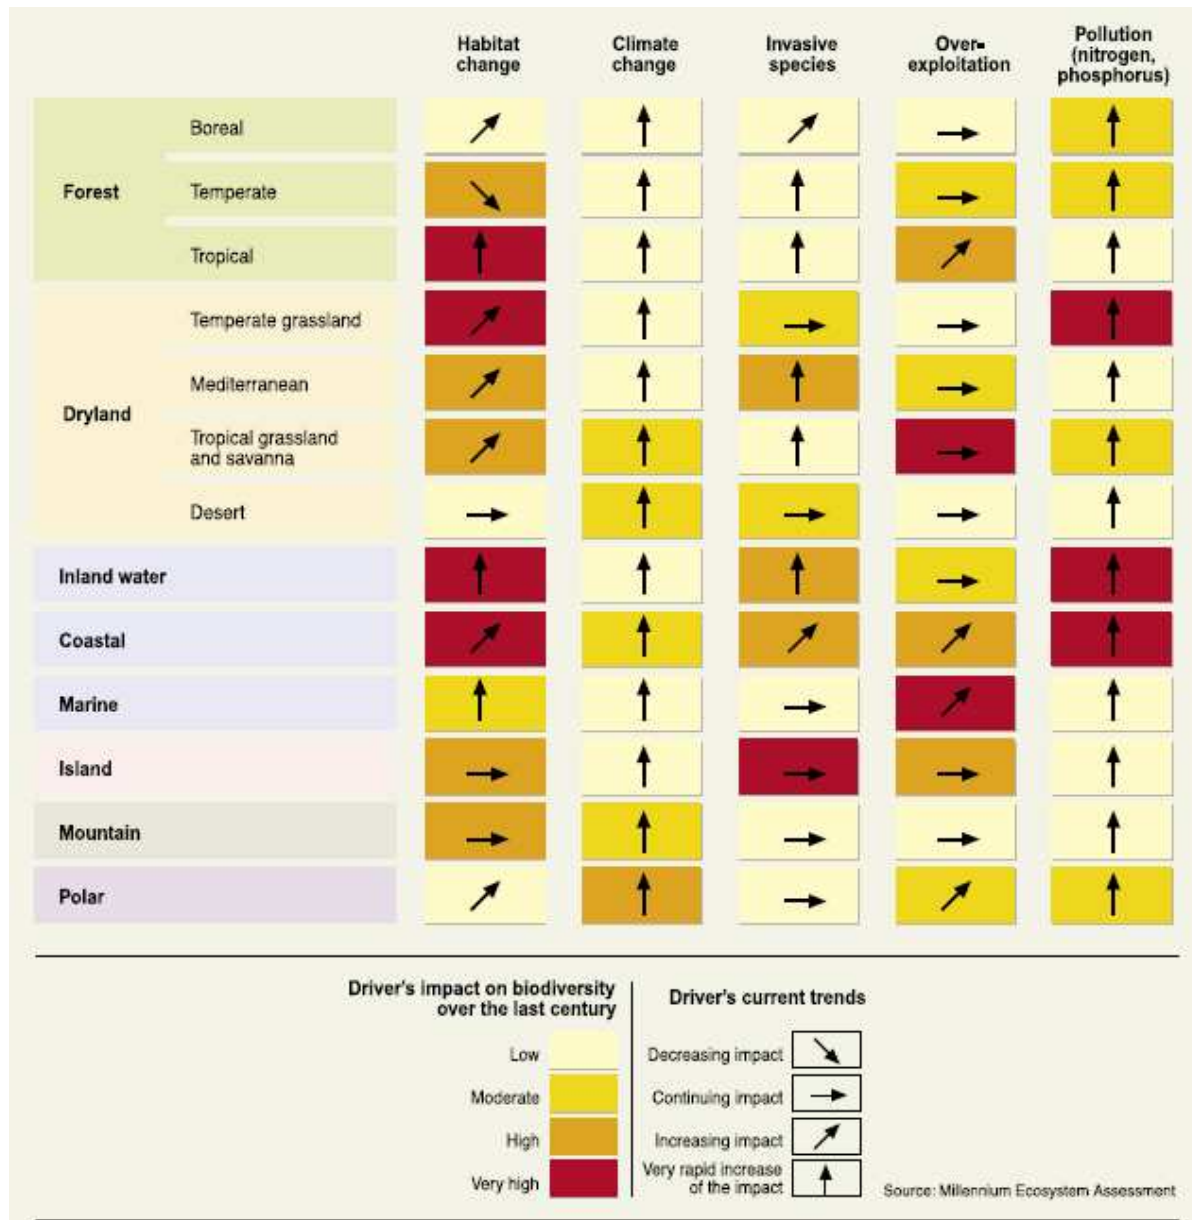 Habitat
change
Climate
change
Invasive
species
Over-
exploitation
Pollution
(nitrogen,
phosphorus)
Forest
Boreal
Temperate
Tropical
Dryland
Temperate grassland
Mediterranean
Tropical grassland
and savanna
Desert
Inland water
Coastal
Marine
Island
Mountain
Polar
Driver's impact on biodiversity
over the last century
Low
Moderate
High
Very high
Driver's current trends
Decreasing impact
Continuing impact
Increasing impact
Very rapid increase
of the impact
Source: Millennium Ecosystem Assessment